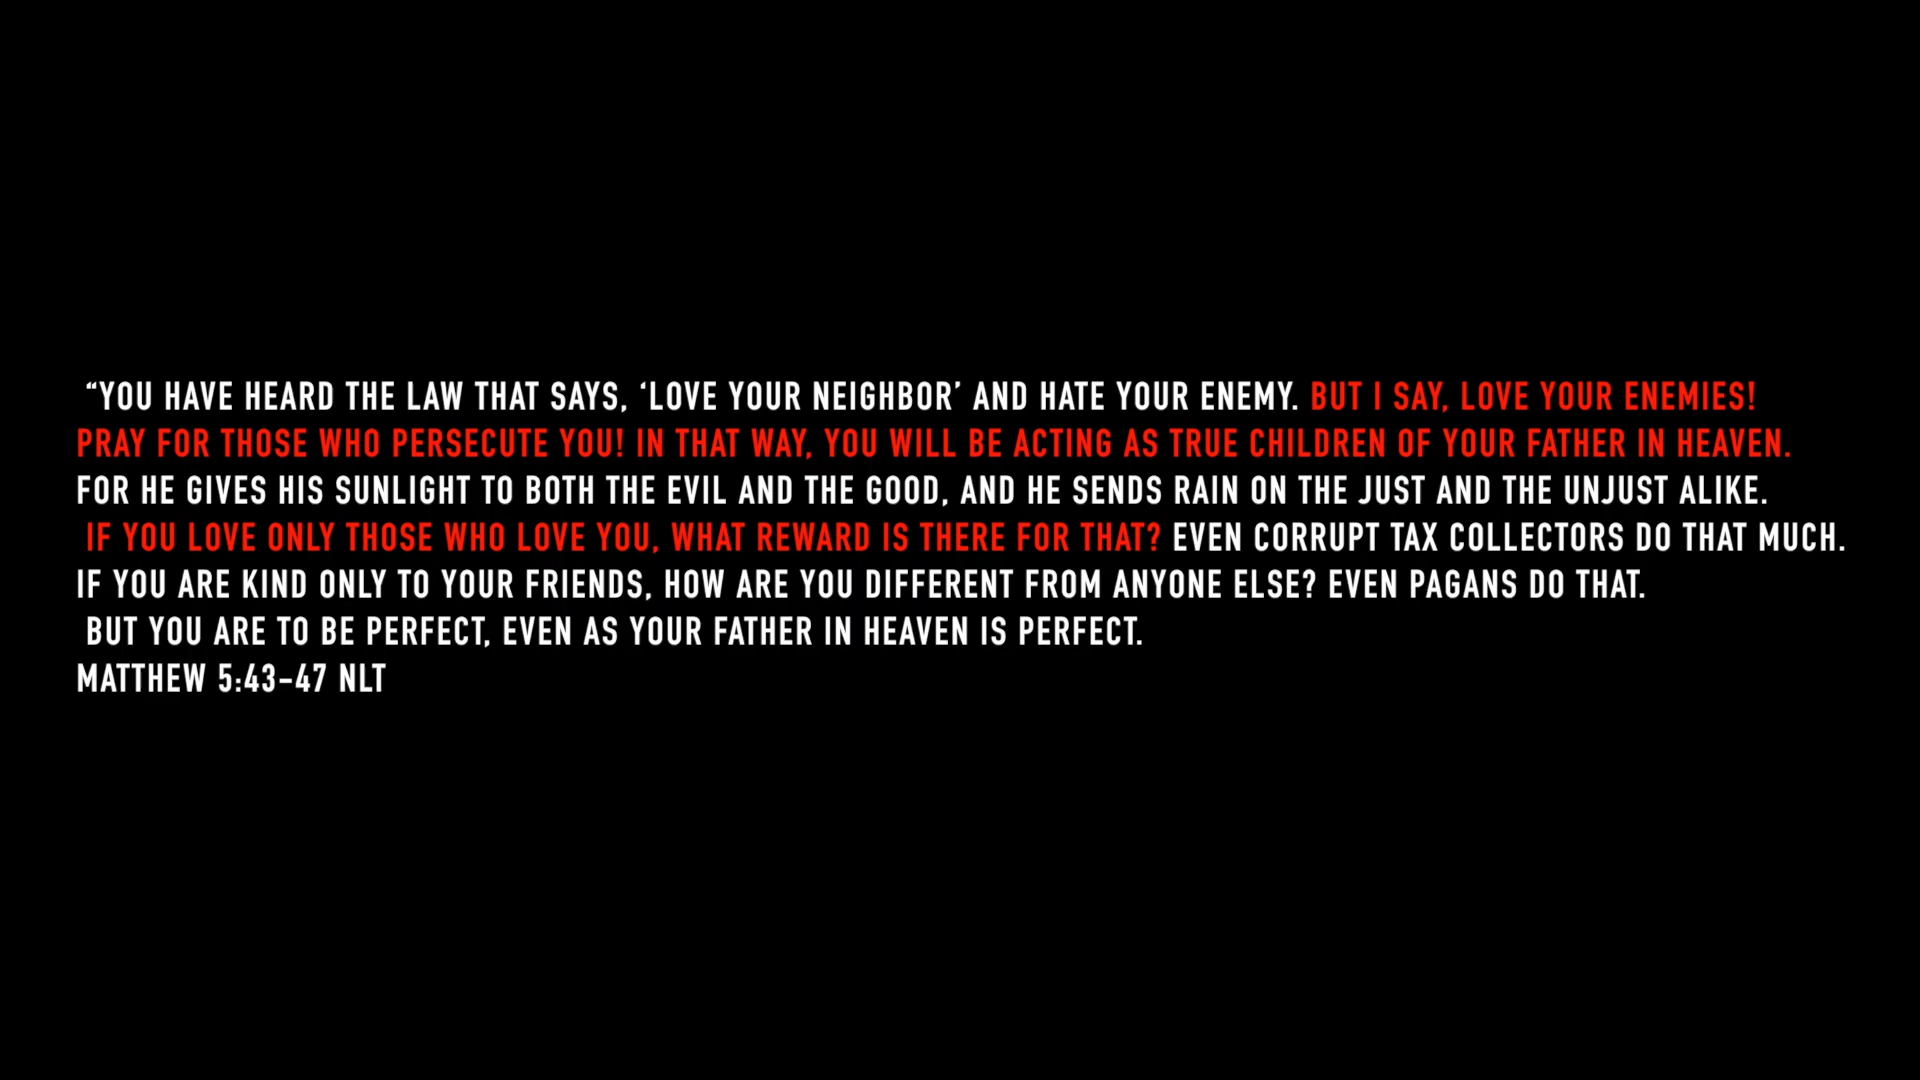 “YOU HAVE HEARD THE LAW THAT SAYS, ‘LOVE YOUR NEIGHBOR’ AND HATE YOUR ENEMY. BUT I SAY, LOVE YOUR ENEMIES!
PRAY FOR THOSE WHO PERSECUTE YOU! IN THAT WAY, YOU WILL BE ACTING AS TRUE CHILDREN OF YOUR FATHER IN HEAVEN.
FOR HE GIVES HIS SUNLIGHT TO BOTH THE EVIL AND THE GOOD, AND HE SENDS RAIN ON THE JUST AND THE UNJUST ALIKE.
IF YOU LOVE ONLY THOSE WHO LOVE YOU, WHAT REWARD IS THERE FOR THAT? EVEN CORRUPT TAX COLLECTORS DO THAT MUCH.
IF YOU ARE KIND ONLY TO YOUR FRIENDS, HOW ARE YOU DIFFERENT FROM ANYONE ELSE? EVEN PAGANS DO THAT.
BUT YOU ARE TO BE PERFECT, EVEN AS YOUR FATHER IN HEAVEN IS PERFECT.
MATTHEW 5:43-47 NLT